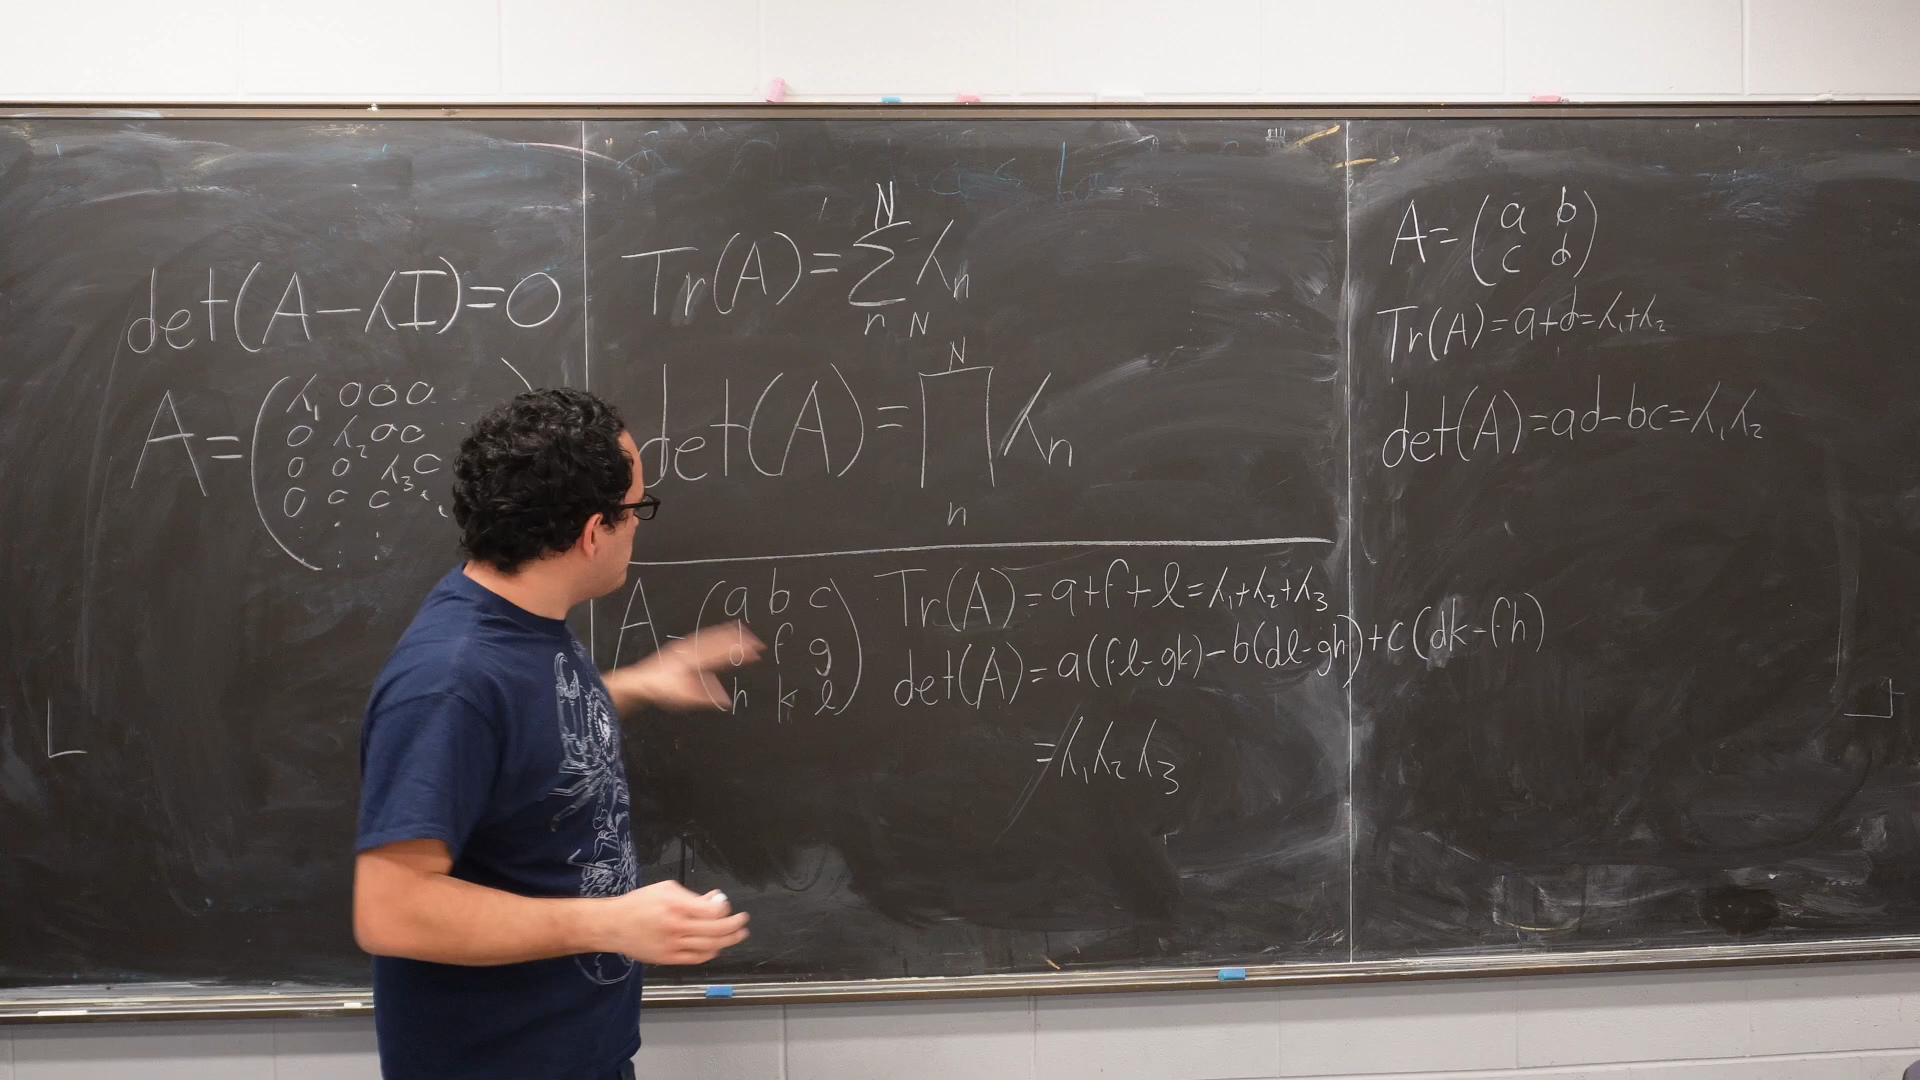 det(A-λI)=0
A=(λ₁ 0 0 0
0 λ₂ 0 0
0 0 λ₃ 0
0 0 0 ⋱
Tr(A)=∑ₙᴺ λₙ
N
det(A)=∏ₙᴺ λₙ
A=(a b c
d f g
h k l)
Tr(A)=a+f+l=λ₁+λ₂+λ₃
det(A)=a(fl-gk)-b(dl-gh)+c(dk-fh)
=λ₁λ₂λ₃
A=(a b
c d)
Tr(A)=a+d=λ₁+λ₂
det(A)=ad-bc=λ₁λ₂